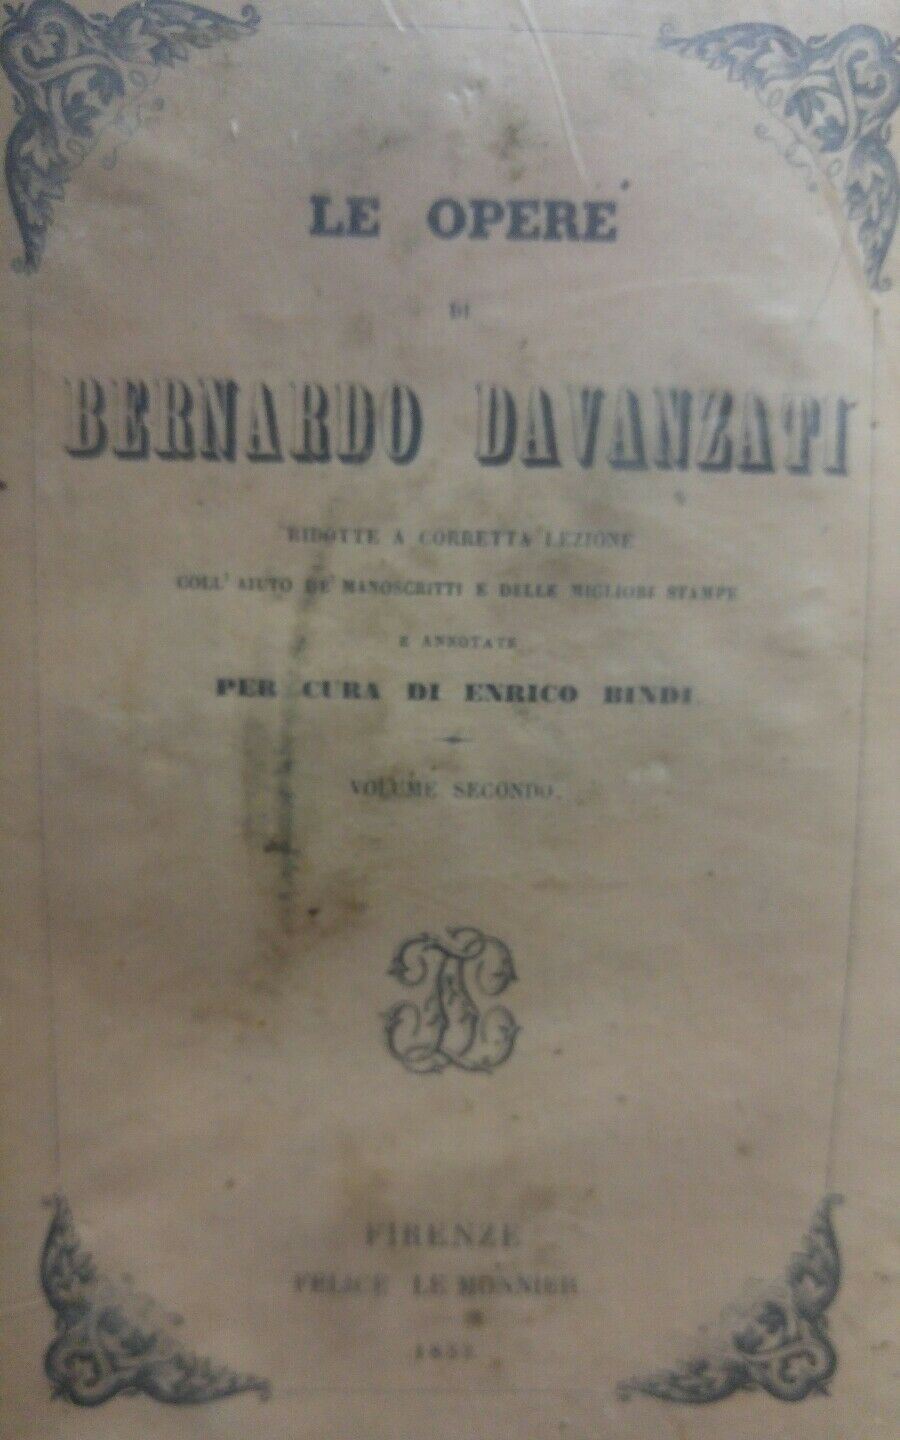 LE OPERE
DI
BERNARDO DAVANZATI
RIDOTTE A CORRETTA LEZIONE
COLL' AIUTO DE' MANOSCRITTI E DELLE MIGLIORI STAMPE
E ANNOTATE
PER CURA DI ENRICO BINDI.
VOLUME SECONDO.
FIRENZE
FELICE LE MONNIER